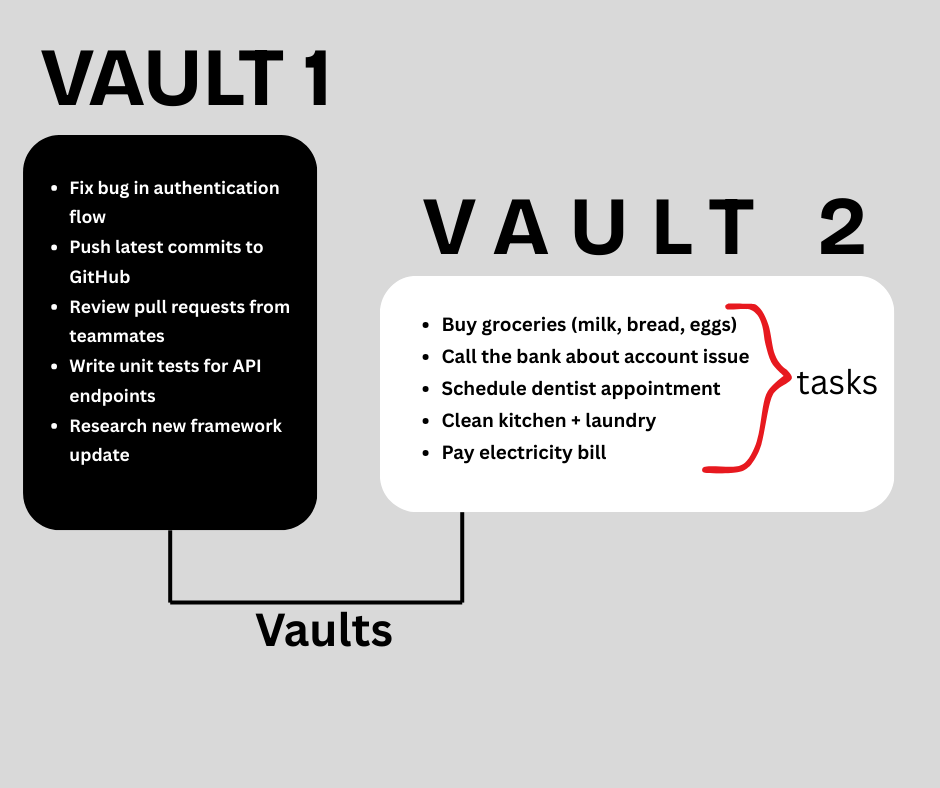 VAULT 1
• Fix bug in authentication
flow
• Push latest commits to
GitHub
• Review pull requests from
teammates
• Write unit tests for API
endpoints
• Research new framework
update
VAULT 2
• Buy groceries (milk, bread, eggs)
• Call the bank about account issue
• Schedule dentist appointment
• Clean kitchen + laundry
• Pay electricity bill
tasks
Vaults